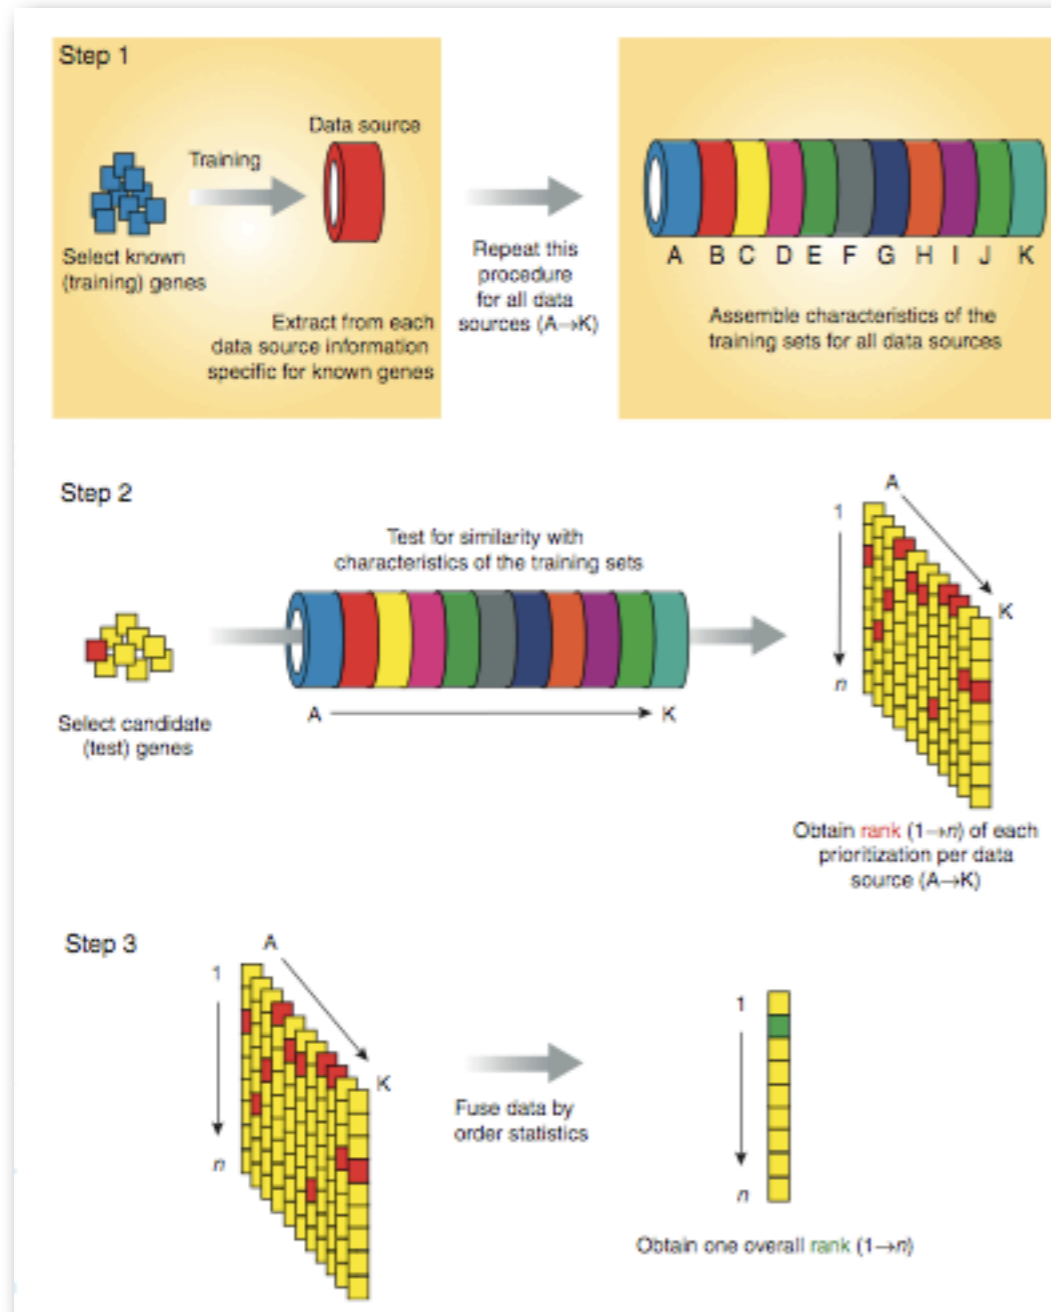 Step 1
Data source
Training
Select known
(training) genes
Extract from each
data source information
specific for known genes
Repeat this
procedure
for all data
sources (A→K)
A B C D E F G H I J K
Assemble characteristics of the
training sets for all data sources
Step 2
Test for similarity with
characteristics of the training sets
A
1
K
n
A K
Select candidate
(test) genes
Obtain rank (1→n) of each
prioritization per data
source (A→K)
Step 3
A
1
K
n
Fuse data by
order statistics
1
n
Obtain one overall rank (1→n)